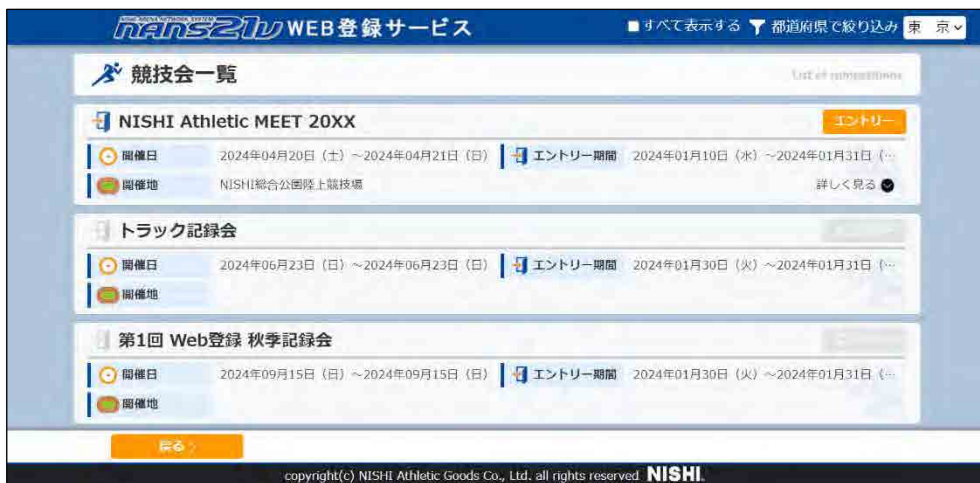 NISHI ARENA NETWORK SYSTEM
nans21V WEB登録サービス
すべて表示する 都道府県で絞り込み 東 京
競技会一覧
List of competitions
NISHI Athletic MEET 20XX
エントリー
開催日 2024年04月20日（土）～2024年04月21日（日） エントリー期間 2024年01月10日（水）～2024年01月31日（…
開催地 NISHI総合公園陸上競技場 詳しく見る
トラック記録会
開催日 2024年06月23日（日）～2024年06月23日（日） エントリー期間 2024年01月30日（火）～2024年01月31日（…
開催地
第1回 Web登録 秋季記録会
開催日 2024年09月15日（日）～2024年09月15日（日） エントリー期間 2024年01月30日（火）～2024年01月31日（…
開催地
戻る
copyright(c) NISHI Athletic Goods Co., Ltd. all rights reserved NISHI.